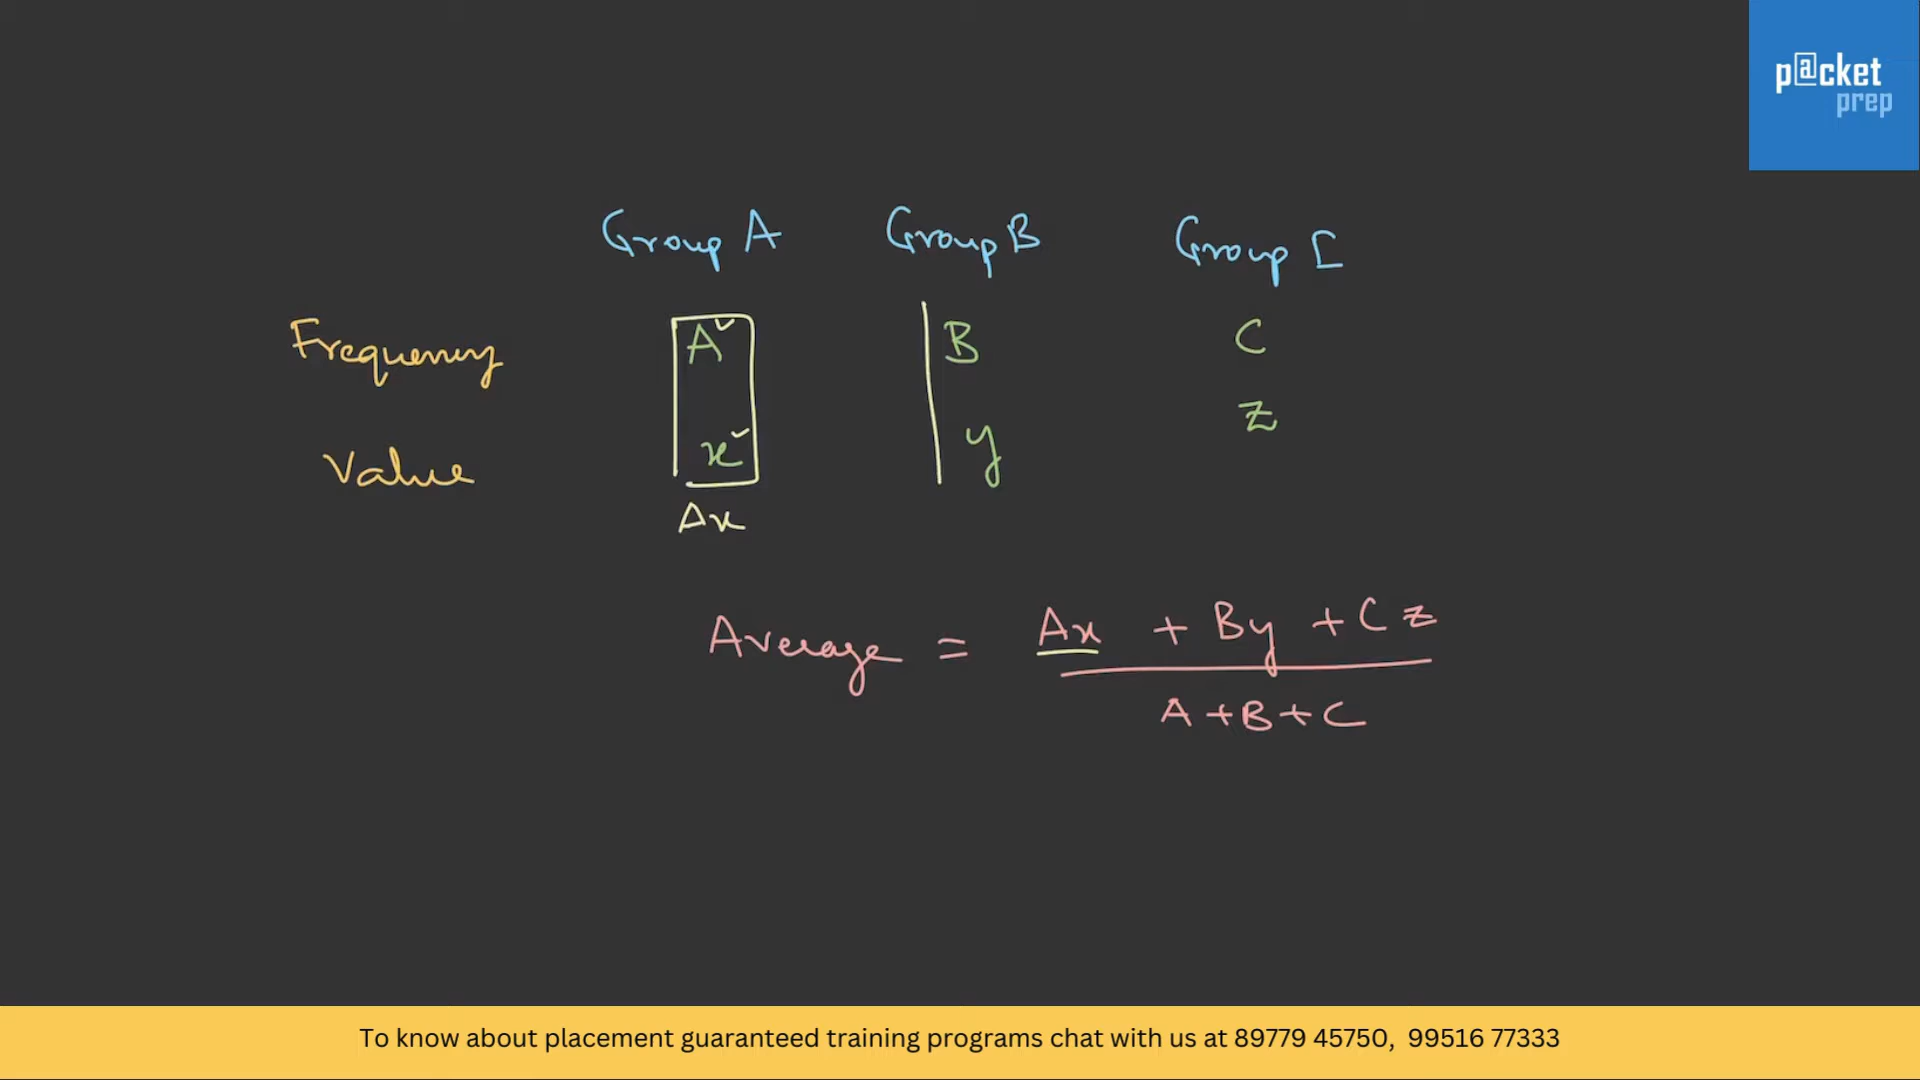 p@cket
prep
Group A Group B Group C
Frequency A B C
Value x y z
Ax
Average = Ax + By + Cz
A + B + C
To know about placement guaranteed training programs chat with us at 89779 45750, 99516 77333